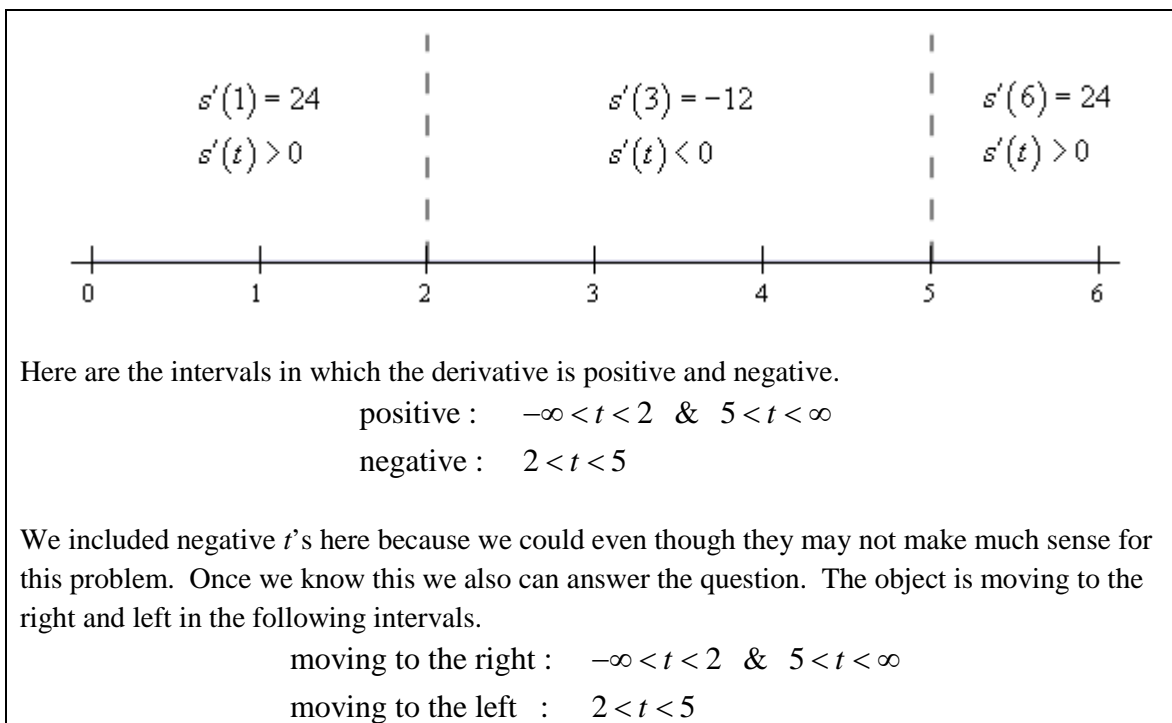 s′(1) = 24 s′(3) = −12 s′(6) = 24
s′(t) > 0 s′(t) < 0 s′(t) > 0
0 1 2 3 4 5 6
Here are the intervals in which the derivative is positive and negative.
positive : −∞ < t < 2 & 5 < t < ∞
negative : 2 < t < 5
We included negative t’s here because we could even though they may not make much sense for
this problem. Once we know this we also can answer the question. The object is moving to the
right and left in the following intervals.
moving to the right : −∞ < t < 2 & 5 < t < ∞
moving to the left : 2 < t < 5